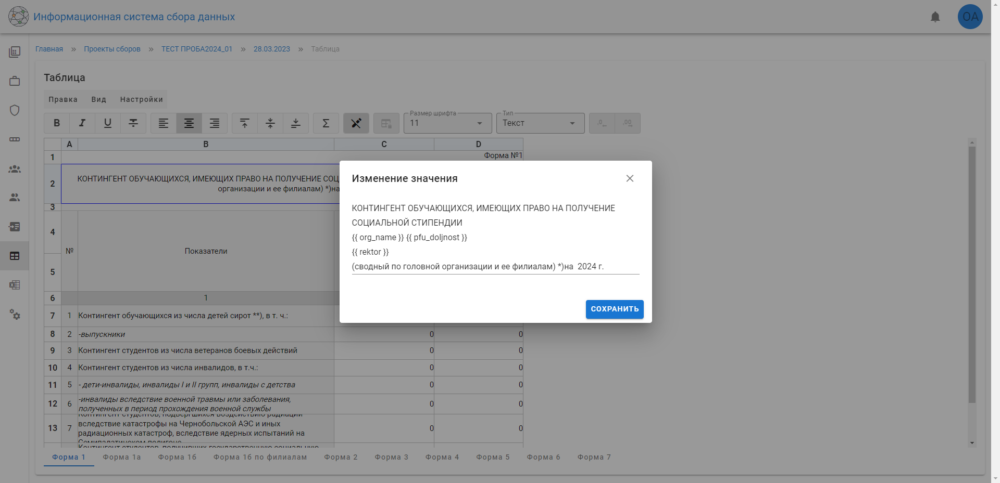 Информационная система сбора данных
ОА
Главная » Проекты сборов » ТЕСТ ПРОБА2024_01 » 28.03.2023 » Таблица
Таблица
Правка Вид Настройки
Размер шрифта
Тип
B I U Σ 11 Текст .0 .00
A B C D
1 Форма №1
2 КОНТИНГЕНТ ОБУЧАЮЩИХСЯ, ИМЕЮЩИХ ПРАВО НА ПОЛУЧЕНИЕ СОЦ
организации и ее филиалам) *)на
3
4
№ Показатели
5
6 1
7 1 Контингент обучающихся из числа детей сирот **), в т. ч.:
8 2 -выпускники 0 0
9 3 Контингент студентов из числа ветеранов боевых действий 0 0
10 4 Контингент студентов из числа инвалидов, в т.ч.: 0 0
11 5 - дети-инвалиды, инвалиды I и II групп, инвалиды с детства 0 0
12 6 -инвалиды вследствие военной травмы или заболевания,
полученных в период прохождения военной службы 0 0
Контингент студентов, подвергшихся воздействию радиации
13 7 вследствие катастрофы на Чернобольской АЭС и иных
радиационных катастроф, вследствие ядерных испытаний на 0 0
Семипалатинском полигоне
Контингент студентов, получивших государственную социальную
Форма 1 Форма 1а Форма 1б Форма 1б по филиалам Форма 2 Форма 3 Форма 4 Форма 5 Форма 6 Форма 7
Изменение значения
КОНТИНГЕНТ ОБУЧАЮЩИХСЯ, ИМЕЮЩИХ ПРАВО НА ПОЛУЧЕНИЕ
СОЦИАЛЬНОЙ СТИПЕНДИИ
{{ org_name }} {{ pfu_doljnost }}
{{ rektor }}
(сводный по головной организации и ее филиалам) *)на 2024 г.
СОХРАНИТЬ